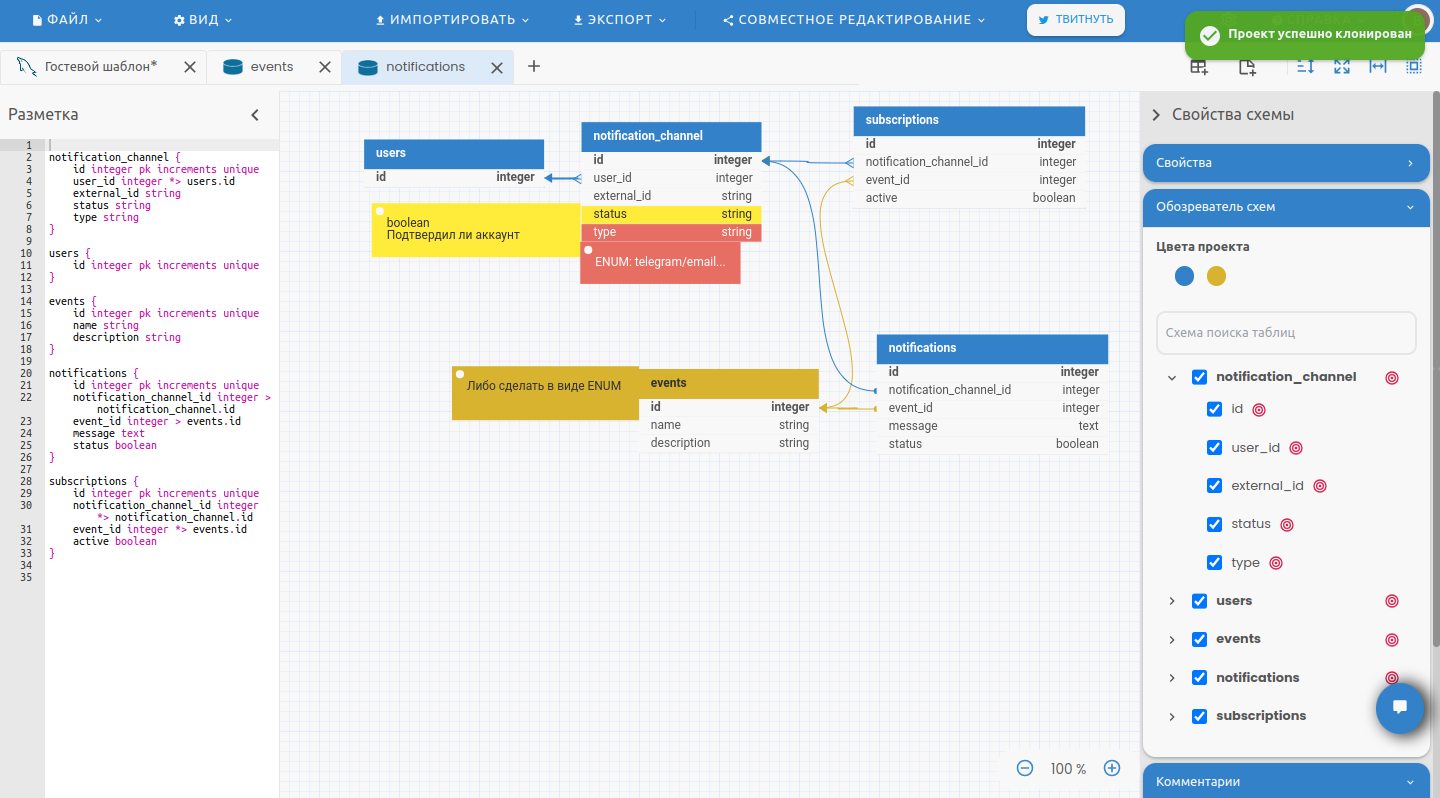 ФАЙЛ
ВИД
ИМПОРТИРОВАТЬ
ЭКСПОРТ
СОВМЕСТНОЕ РЕДАКТИРОВАНИЕ
ТВИТНУТЬ
Проект успешно клонирован
Гостевой шаблон*
events
notifications
Разметка
1
2 notification_channel {
3 id integer pk increments unique
4 user_id integer *> users.id
5 external_id string
6 status string
7 type string
8 }
9
10 users {
11 id integer pk increments unique
12 }
13
14 events {
15 id integer pk increments unique
16 name string
17 description string
18 }
19
20 notifications {
21 id integer pk increments unique
22 notification_channel_id integer >
notification_channel.id
23 event_id integer > events.id
24 message text
25 status boolean
26 }
27
28 subscriptions {
29 id integer pk increments unique
30 notification_channel_id integer
*> notification_channel.id
31 event_id integer *> events.id
32 active boolean
33 }
34
35
users
id integer
boolean
Подтвердил ли аккаунт
notification_channel
id integer
user_id integer
external_id string
status string
type string
ENUM: telegram/email...
subscriptions
id integer
notification_channel_id integer
event_id integer
active boolean
Либо сделать в виде ENUM
events
id integer
name string
description string
notifications
id integer
notification_channel_id integer
event_id integer
message text
status boolean
100 %
Свойства схемы
Свойства
Обозреватель схем
Цвета проекта
Схема поиска таблиц
notification_channel
id
user_id
external_id
status
type
users
events
notifications
subscriptions
Комментарии